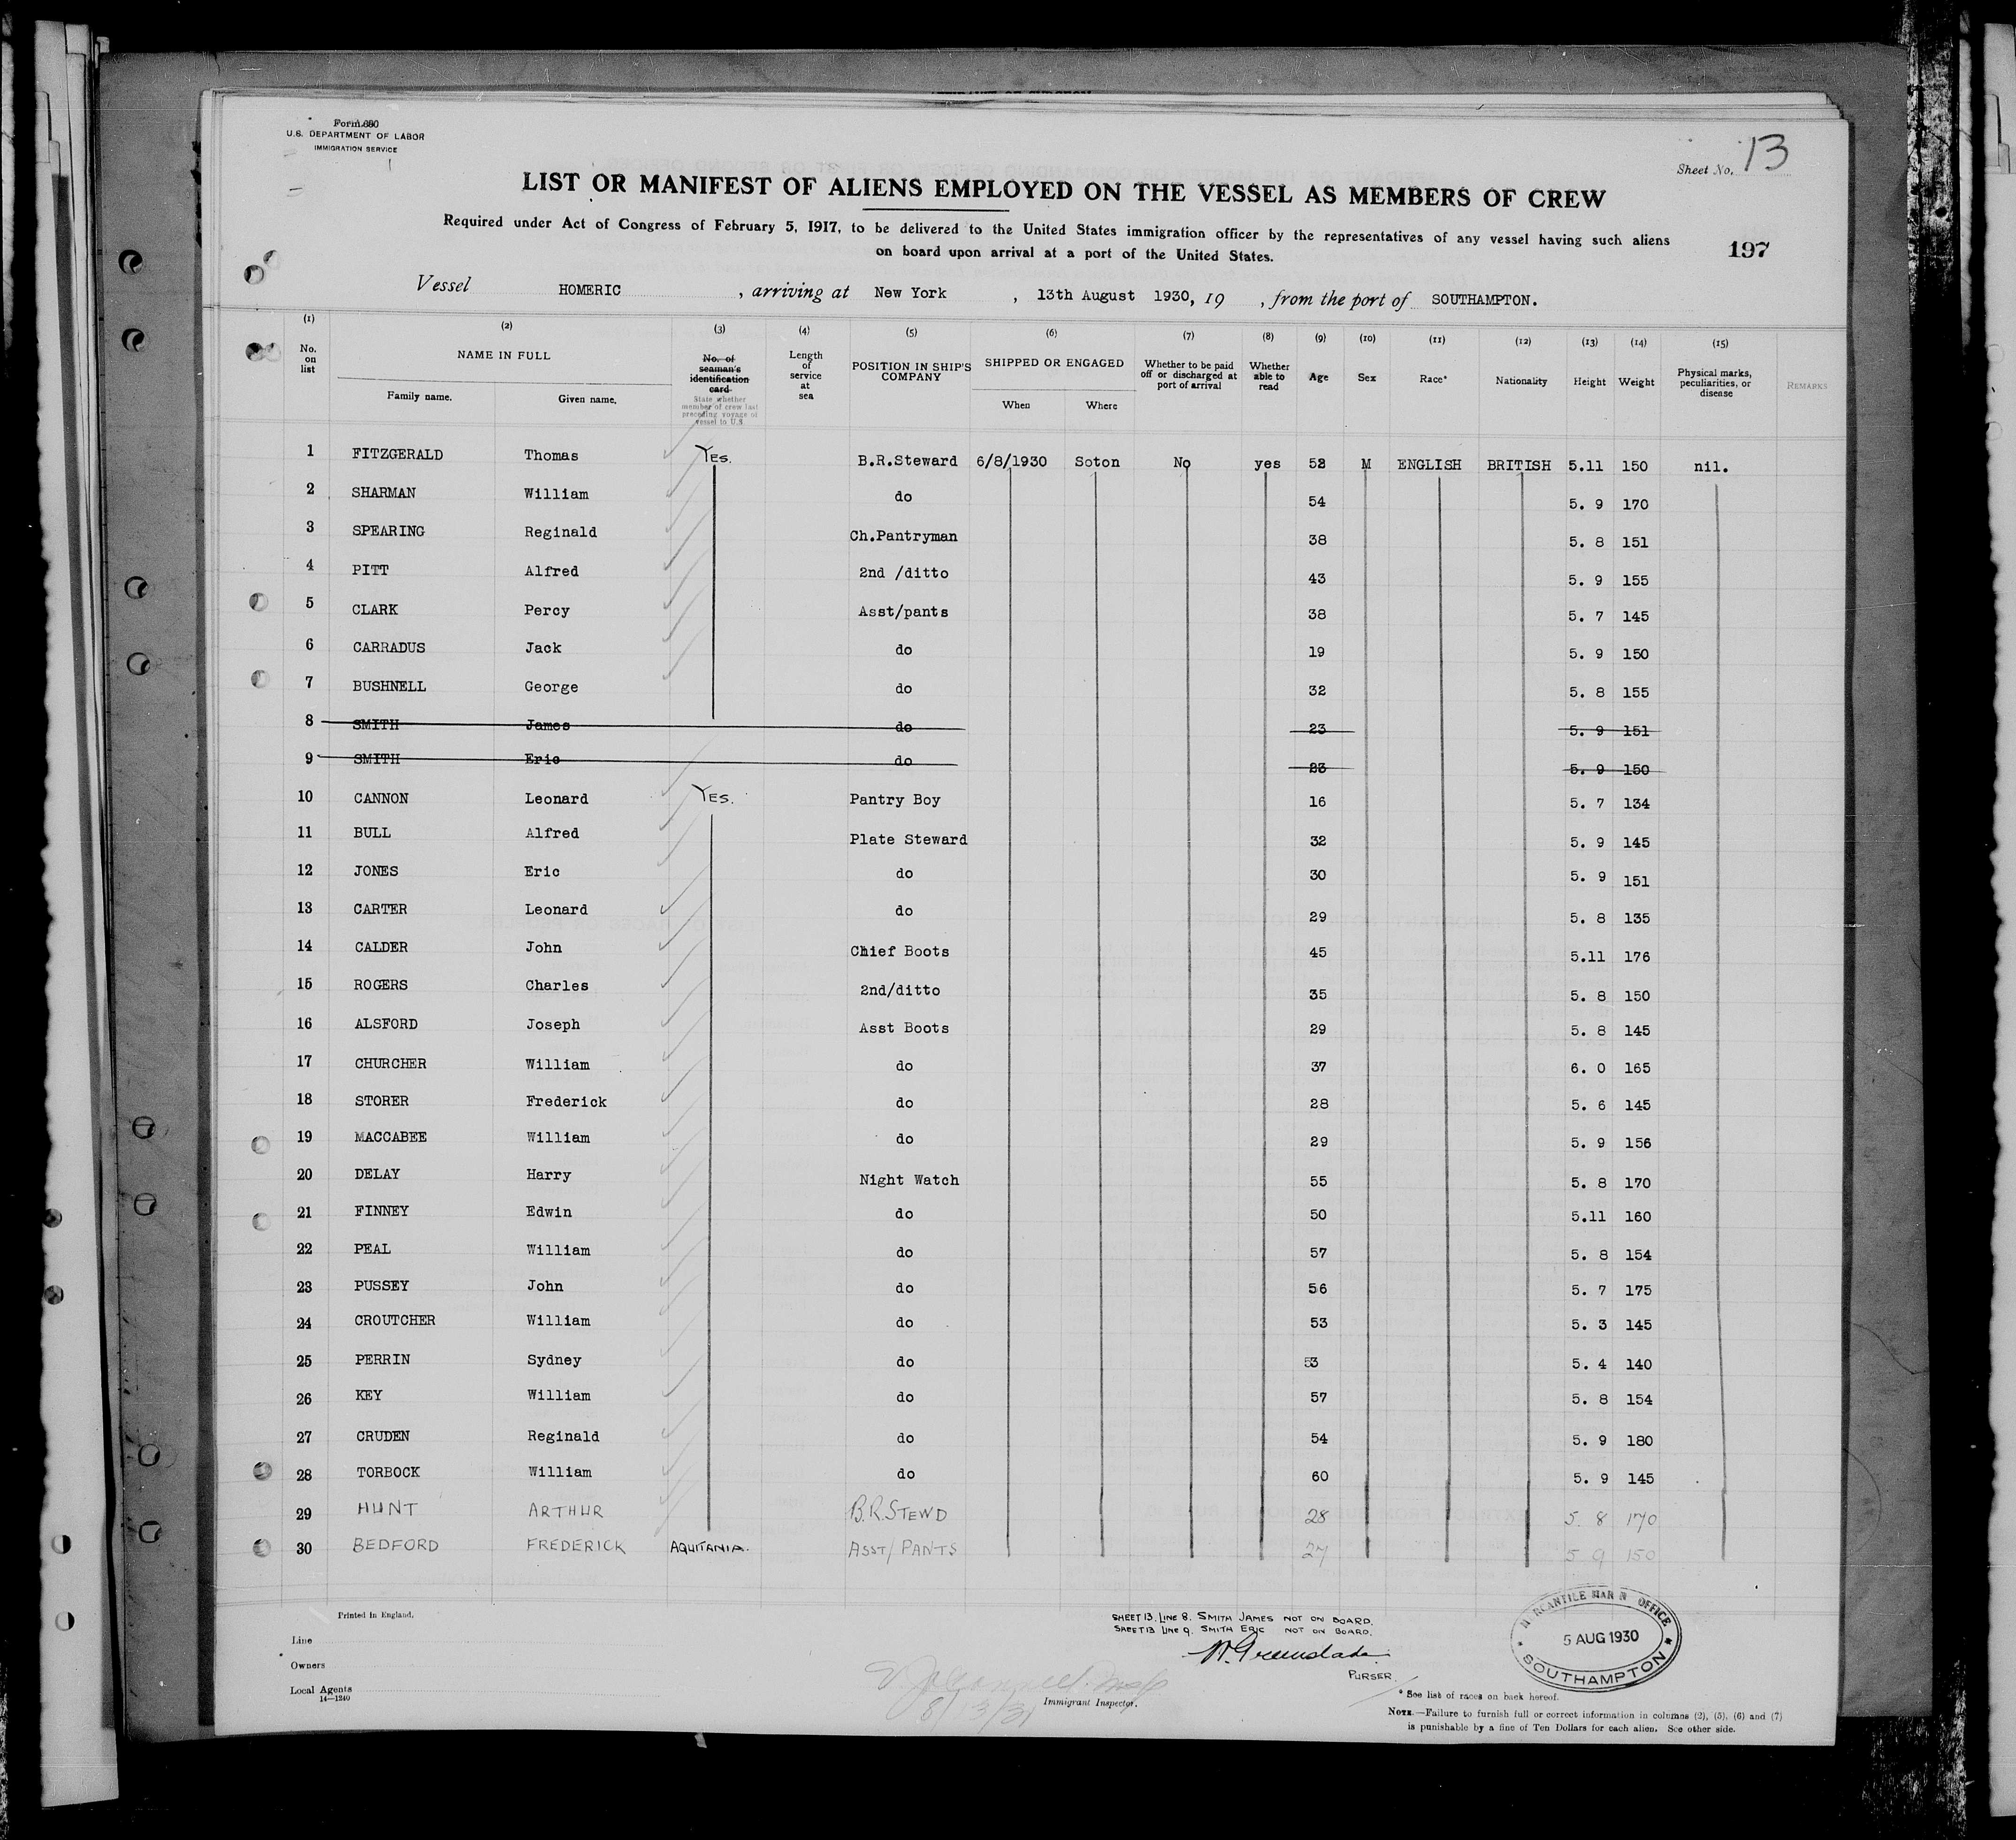 Form 680
U.S. DEPARTMENT OF LABOR
IMMIGRATION SERVICE
Sheet No. 13
LIST OR MANIFEST OF ALIENS EMPLOYED ON THE VESSEL AS MEMBERS OF CREW
Required under Act of Congress of February 5, 1917, to be delivered to the United States immigration officer by the representatives of any vessel having such aliens
on board upon arrival at a port of the United States.
197
Vessel HOMERIC , arriving at New York , 13th August 1930, 19 , from the port of SOUTHAMPTON.
(1) (2) (3) (4) (5) (6) (7) (8) (9) (10) (11) (12) (13) (14) (15)
No. on list NAME IN FULL Family name. Given name. No. of seaman's identification card. State whether member of crew last preceding voyage of vessel to U.S Length of service at sea POSITION IN SHIP'S COMPANY SHIPPED OR ENGAGED When Where Whether to be paid off or discharged at port of arrival Whether able to read Age Sex Race* Nationality Height Weight Physical marks, peculiarities, or disease REMARKS
1 FITZGERALD Thomas YES. B.R.Steward 6/8/1930 Soton No yes 52 M ENGLISH BRITISH 5.11 150 nil.
2 SHARMAN William do 54 5. 9 170
3 SPEARING Reginald Ch.Pantryman 38 5. 8 151
4 PITT Alfred 2nd /ditto 43 5. 9 155
5 CLARK Percy Asst/pants 38 5. 7 145
6 CARRADUS Jack do 19 5. 9 150
7 BUSHNELL George do 32 5. 8 155
8 SMITH James do 23 5. 9 151
9 SMITH Eric do 23 5. 9 150
10 CANNON Leonard YES. Pantry Boy 16 5. 7 134
11 BULL Alfred Plate Steward 32 5. 9 145
12 JONES Eric do 30 5. 9 151
13 CARTER Leonard do 29 5. 8 135
14 CALDER John Chief Boots 45 5.11 176
15 ROGERS Charles 2nd/ditto 35 5. 8 150
16 ALSFORD Joseph Asst Boots 29 5. 8 145
17 CHURCHER William do 37 6. 0 165
18 STORER Frederick do 28 5. 6 145
19 MACCABEE William do 29 5. 9 156
20 DELAY Harry Night Watch 55 5. 8 170
21 FINNEY Edwin do 50 5.11 160
22 PEAL William do 57 5. 8 154
23 PUSSEY John do 56 5. 7 175
24 CROUTCHER William do 53 5. 3 145
25 PERRIN Sydney do 53 5. 4 140
26 KEY William do 57 5. 8 154
27 CRUDEN Reginald do 54 5. 9 180
28 TORBOCK William do 60 5. 9 145
29 HUNT ARTHUR B.R.STEWD 28 5. 8 170
30 BEDFORD FREDERICK AQUITANIA. ASST/PANTS 27 5 9 150
Printed in England.
Line
Owners
Local Agents
14—1240
SHEET 13. LINE 8. SMITH JAMES NOT ON BOARD.
SHEET 13 LINE 9. SMITH ERIC NOT ON BOARD.
PURSER
Immigrant Inspector.
MERCANTILE MARINE OFFICE
5 AUG 1930
SOUTHAMPTON
* See list of races on back hereof.
NOTE.—Failure to furnish full or correct information in columns (2), (5), (6) and (7)
is punishable by a fine of Ten Dollars for each alien. See other side.